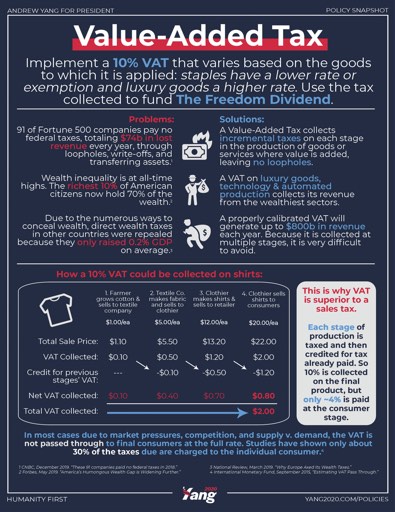 ANDREW YANG FOR PRESIDENT
POLICY SNAPSHOT
Value-Added Tax
Implement a 10% VAT that varies based on the goods
to which it is applied: staples have a lower rate or
exemption and luxury goods a higher rate. Use the tax
collected to fund The Freedom Dividend.
Problems:
91 of Fortune 500 companies pay no
federal taxes, totaling $74b in lost
revenue every year, through
loopholes, write-offs, and
transferring assets.¹
Wealth inequality is at all-time
highs. The richest 10% of American
citizens now hold 70% of the
wealth.²
Due to the numerous ways to
conceal wealth, direct wealth taxes
in other countries were repealed
because they only raised 0.2% GDP
on average.³
Solutions:
A Value-Added Tax collects
incremental taxes on each stage
in the production of goods or
services where value is added,
leaving no loopholes.
A VAT on luxury goods,
technology & automated
production collects its revenue
from the wealthiest sectors.
A properly calibrated VAT will
generate up to $800b in revenue
each year. Because it is collected at
multiple stages, it is very difficult
to avoid.
How a 10% VAT could be collected on shirts:
1. Farmer
grows cotton &
sells to textile
company
2. Textile Co.
makes fabric
and sells to
clothier
3. Clothier
makes shirts &
sells to retailer
4. Clothier sells
shirts to
consumers
$1.00/ea $5.00/ea $12.00/ea $20.00/ea
Total Sale Price: $1.10 $5.50 $13.20 $22.00
VAT Collected: $0.10 $0.50 $1.20 $2.00
Credit for previous
stages' VAT: --- -$0.10 -$0.50 -$1.20
Net VAT collected: $0.10 $0.40 $0.70 $0.80
Total VAT collected: $2.00
This is why VAT
is superior to a
sales tax.
Each stage of
production is
taxed and then
credited for tax
already paid. So
10% is collected
on the final
product, but
only ~4% is paid
at the consumer
stage.
In most cases due to market pressures, competition, and supply v. demand, the VAT is
not passed through to final consumers at the full rate. Studies have shown only about
30% of the taxes due are charged to the individual consumer.⁴
¹ CNBC, December 2019. "These 91 companies paid no federal taxes in 2018."
² Forbes, May 2019. "America's Humongous Wealth Gap Is Widening Further."
³ National Review, March 2019. "Why Europe Axed Its Wealth Taxes."
⁴ International Monetary Fund, September 2015. "Estimating VAT Pass Through."
HUMANITY FIRST
Yang
2020
YANG2020.COM/POLICIES